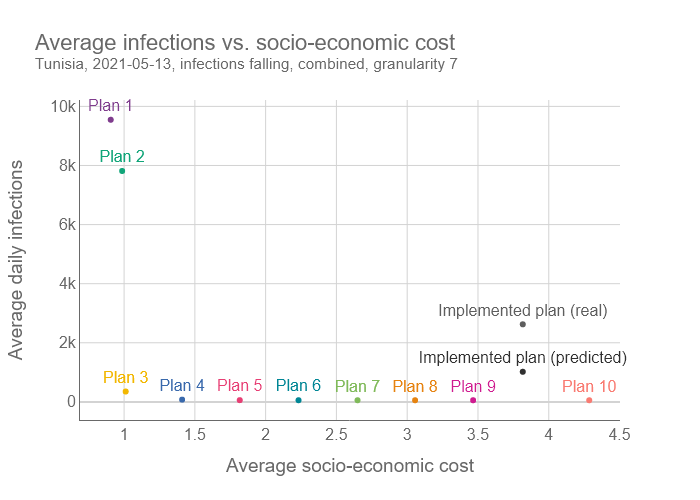 Average infections vs. socio-economic cost
Tunisia, 2021-05-13, infections falling, combined, granularity 7
10k
Plan 1
Plan 2
8k
6k
4k
Implemented plan (real)
2k
Implemented plan (predicted)
Plan 3
Plan 4
Plan 5
Plan 6
Plan 7
Plan 8
Plan 9
Plan 10
0
1
1.5
2
2.5
3
3.5
4
4.5
Average daily infections
Average socio-economic cost